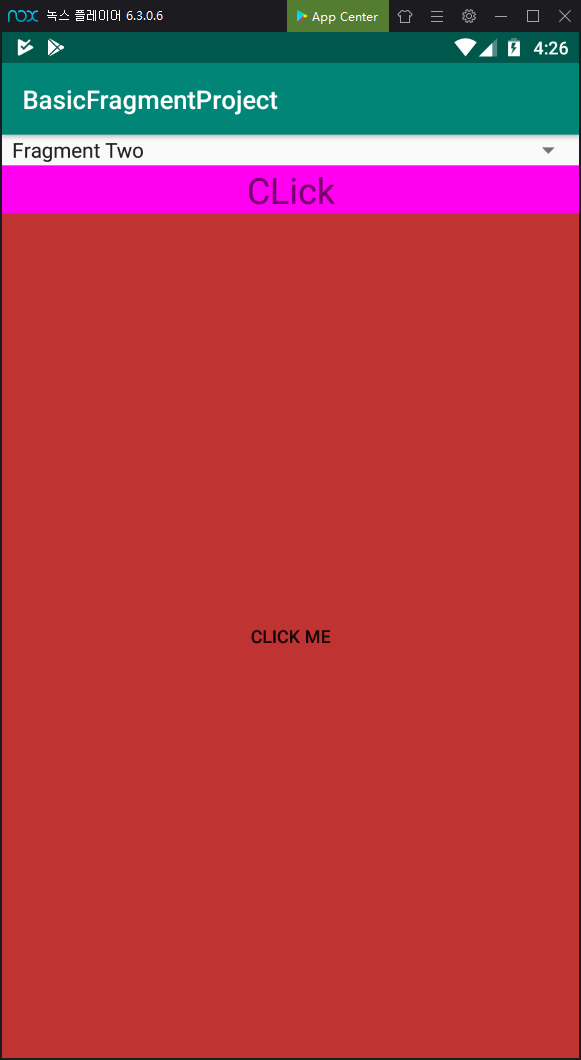 nox 녹스 플레이어 6.3.0.6 App Center
4:26
BasicFragmentProject
Fragment Two
CLick
CLICK ME